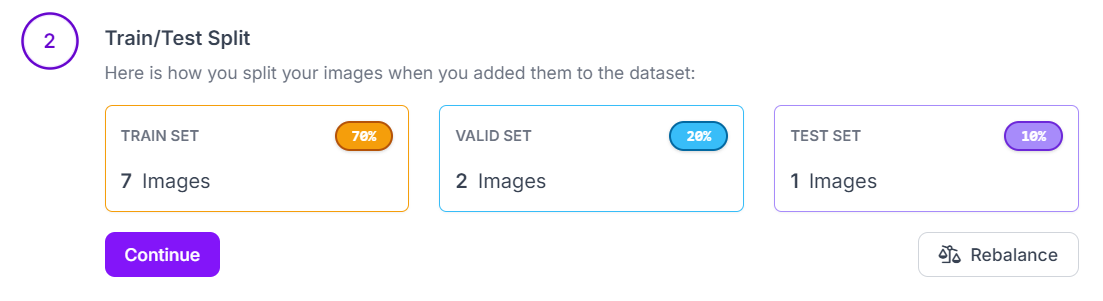 2
Train/Test Split
Here is how you split your images when you added them to the dataset:
TRAIN SET
70%
7 Images
VALID SET
20%
2 Images
TEST SET
10%
1 Images
Continue
Rebalance